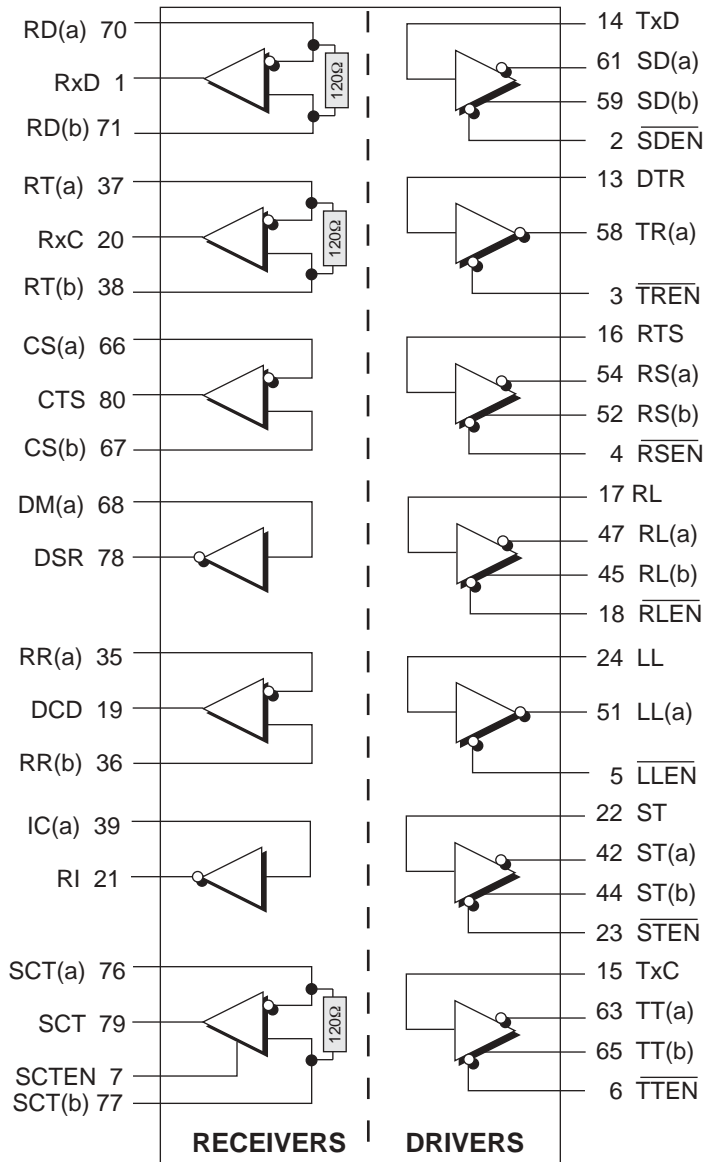 RD(a) 70
RxD 1
RD(b) 71
120Ω
RT(a) 37
RxC 20
RT(b) 38
120Ω
CS(a) 66
CTS 80
CS(b) 67
DM(a) 68
DSR 78
RR(a) 35
DCD 19
RR(b) 36
IC(a) 39
RI 21
SCT(a) 76
SCT 79
SCTEN 7
SCT(b) 77
120Ω
RECEIVERS
14 TxD
61 SD(a)
59 SD(b)
2 SDEN
13 DTR
58 TR(a)
3 TREN
16 RTS
54 RS(a)
52 RS(b)
4 RSEN
17 RL
47 RL(a)
45 RL(b)
18 RLEN
24 LL
51 LL(a)
5 LLEN
22 ST
42 ST(a)
44 ST(b)
23 STEN
15 TxC
63 TT(a)
65 TT(b)
6 TTEN
DRIVERS